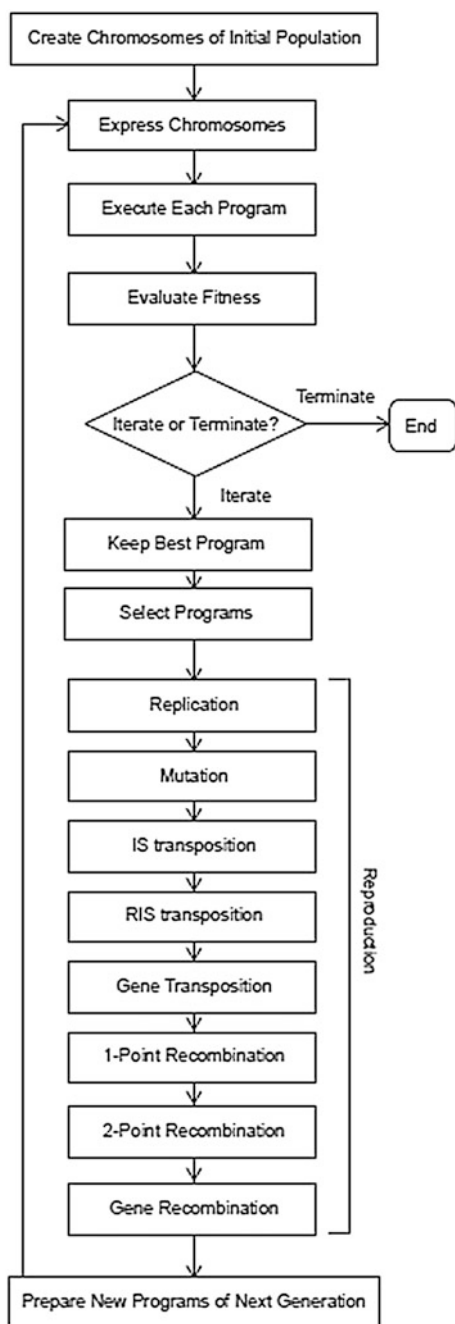 Create Chromosomes of Initial Population
Express Chromosomes
Execute Each Program
Evaluate Fitness
Iterate or Terminate?
Terminate
End
Iterate
Keep Best Program
Select Programs
Replication
Mutation
IS transposition
RIS transposition
Gene Transposition
1-Point Recombination
2-Point Recombination
Gene Recombination
Reproduction
Prepare New Programs of Next Generation